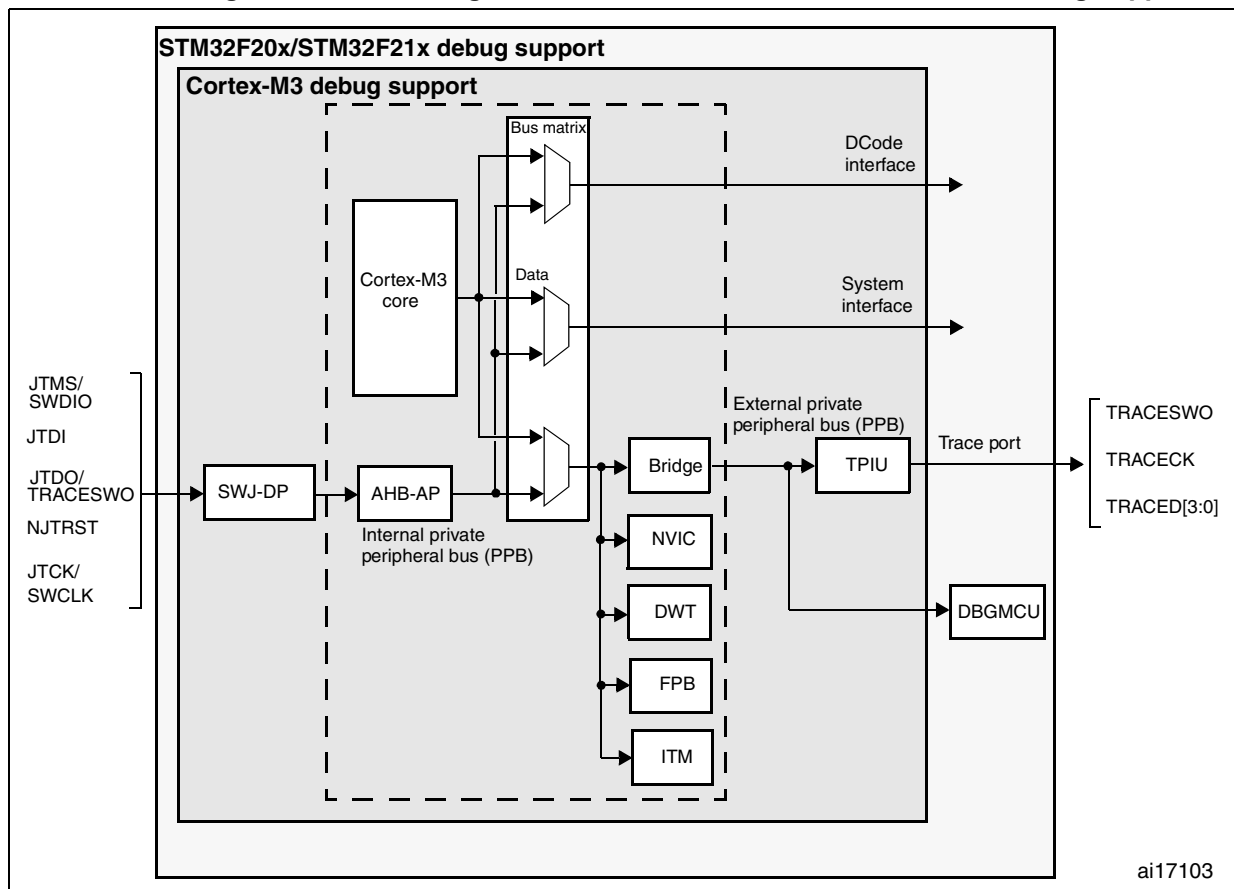 STM32F20x/STM32F21x debug support
Cortex-M3 debug support
Bus matrix
DCode
interface
Data
Cortex-M3
core
System
interface
JTMS/
SWDIO
JTDI
JTDO/
TRACESWO
NJTRST
JTCK/
SWCLK
SWJ-DP
AHB-AP
Internal private
peripheral bus (PPB)
External private
peripheral bus (PPB)
Bridge
TPIU
Trace port
TRACESWO
TRACECK
TRACED[3:0]
NVIC
DWT
DBGMCU
FPB
ITM
ai17103